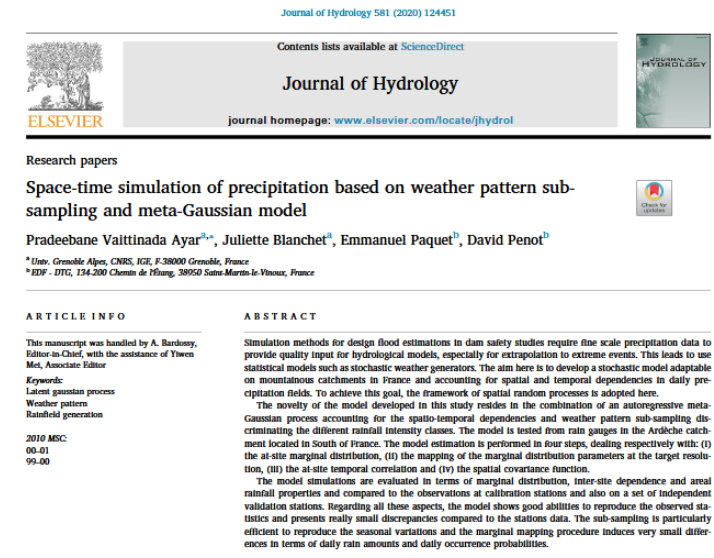 Journal of Hydrology 581 (2020) 124451
Contents lists available at ScienceDirect
Journal of Hydrology
journal homepage: www.elsevier.com/locate/jhydrol
ELSEVIER
JOURNAL OF
HYDROLOGY
Research papers
Space-time simulation of precipitation based on weather pattern sub-
sampling and meta-Gaussian model
Check for
updates
Pradeebane Vaittinada Ayara,*, Juliette Blancheta, Emmanuel Paquetb, David Penotb
a Univ. Grenoble Alpes, CNRS, IGE, F-38000 Grenoble, France
b EDF - DTG, 134-200 Chemin de l'Étang, 38950 Saint-Martin-le-Vinoux, France
ARTICLE INFO
This manuscript was handled by A. Bardossy,
Editor-in-Chief, with the assistance of Yiwen
Mei, Associate Editor
Keywords:
Latent gaussian process
Weather pattern
Rainfield generation
2010 MSC:
00-01
99-00
ABSTRACT
Simulation methods for design flood estimations in dam safety studies require fine scale precipitation data to
provide quality input for hydrological models, especially for extrapolation to extreme events. This leads to use
statistical models such as stochastic weather generators. The aim here is to develop a stochastic model adaptable
on mountainous catchments in France and accounting for spatial and temporal dependencies in daily pre-
cipitation fields. To achieve this goal, the framework of spatial random processes is adopted here.
The novelty of the model developed in this study resides in the combination of an autoregressive meta-
Gaussian process accounting for the spatio-temporal dependencies and weather pattern sub-sampling dis-
criminating the different rainfall intensity classes. The model is tested from rain gauges in the Ardèche catch-
ment located in South of France. The model estimation is performed in four steps, dealing respectively with: (i)
the at-site marginal distribution, (ii) the mapping of the marginal distribution parameters at the target resolu-
tion, (iii) the at-site temporal correlation and (iv) the spatial covariance function.
The model simulations are evaluated in terms of marginal distribution, inter-site dependence and areal
rainfall properties and compared to the observations at calibration stations and also on a set of independent
validation stations. Regarding all these aspects, the model shows good abilities to reproduce the observed sta-
tistics and presents really small discrepancies compared to the stations data. The sub-sampling is particularly
efficient to reproduce the seasonal variations and the marginal mapping procedure induces very small differ-
ences in terms of daily rain amounts and daily occurrence probabilities.